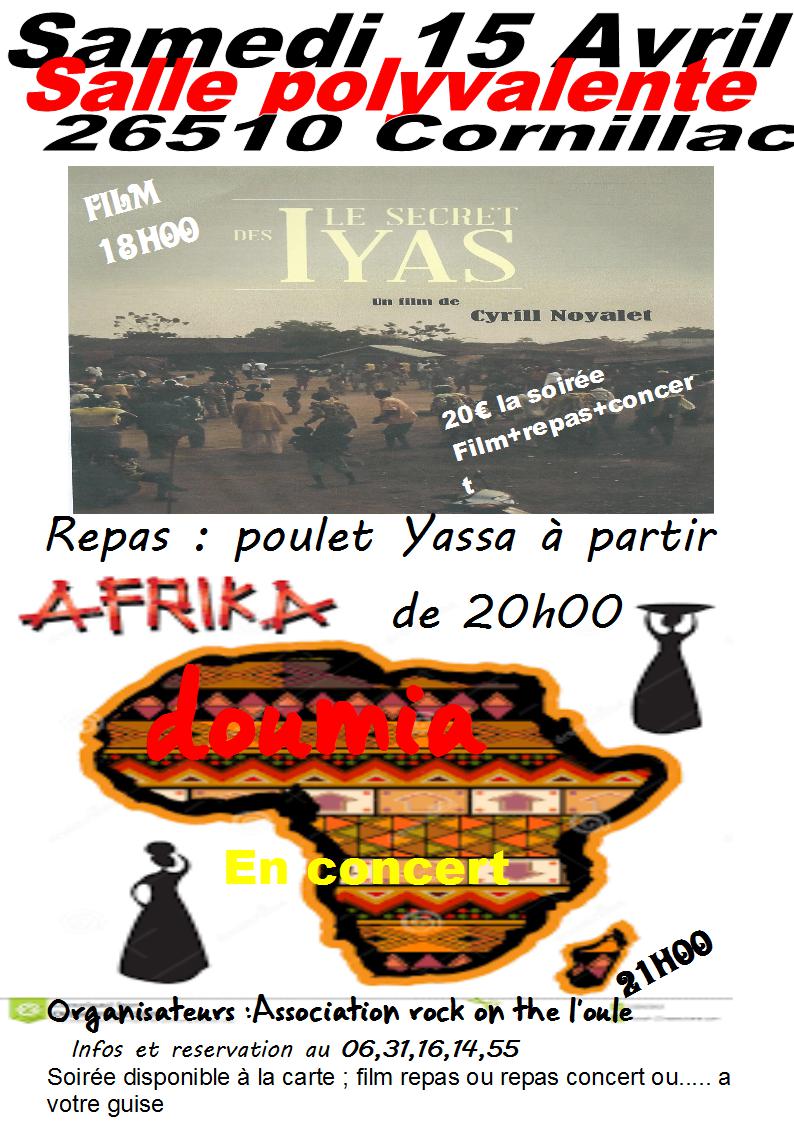 Samedi 15 Avril
Salle polyvalente
26510 Cornillac
FILM
18H00
LE SECRET
DES IYAS
Un film de
Cyrill Noyalet
20€ la soirée
Film+repas+concer
t
Repas : poulet Yassa à partir
de 20h00
AFRIKA
doumia
En concert
21H00
Organisateurs :Association rock on the l'oule
Infos et reservation au 06,31,16,14,55
Soirée disponible à la carte ; film repas ou repas concert ou..... a
votre guise